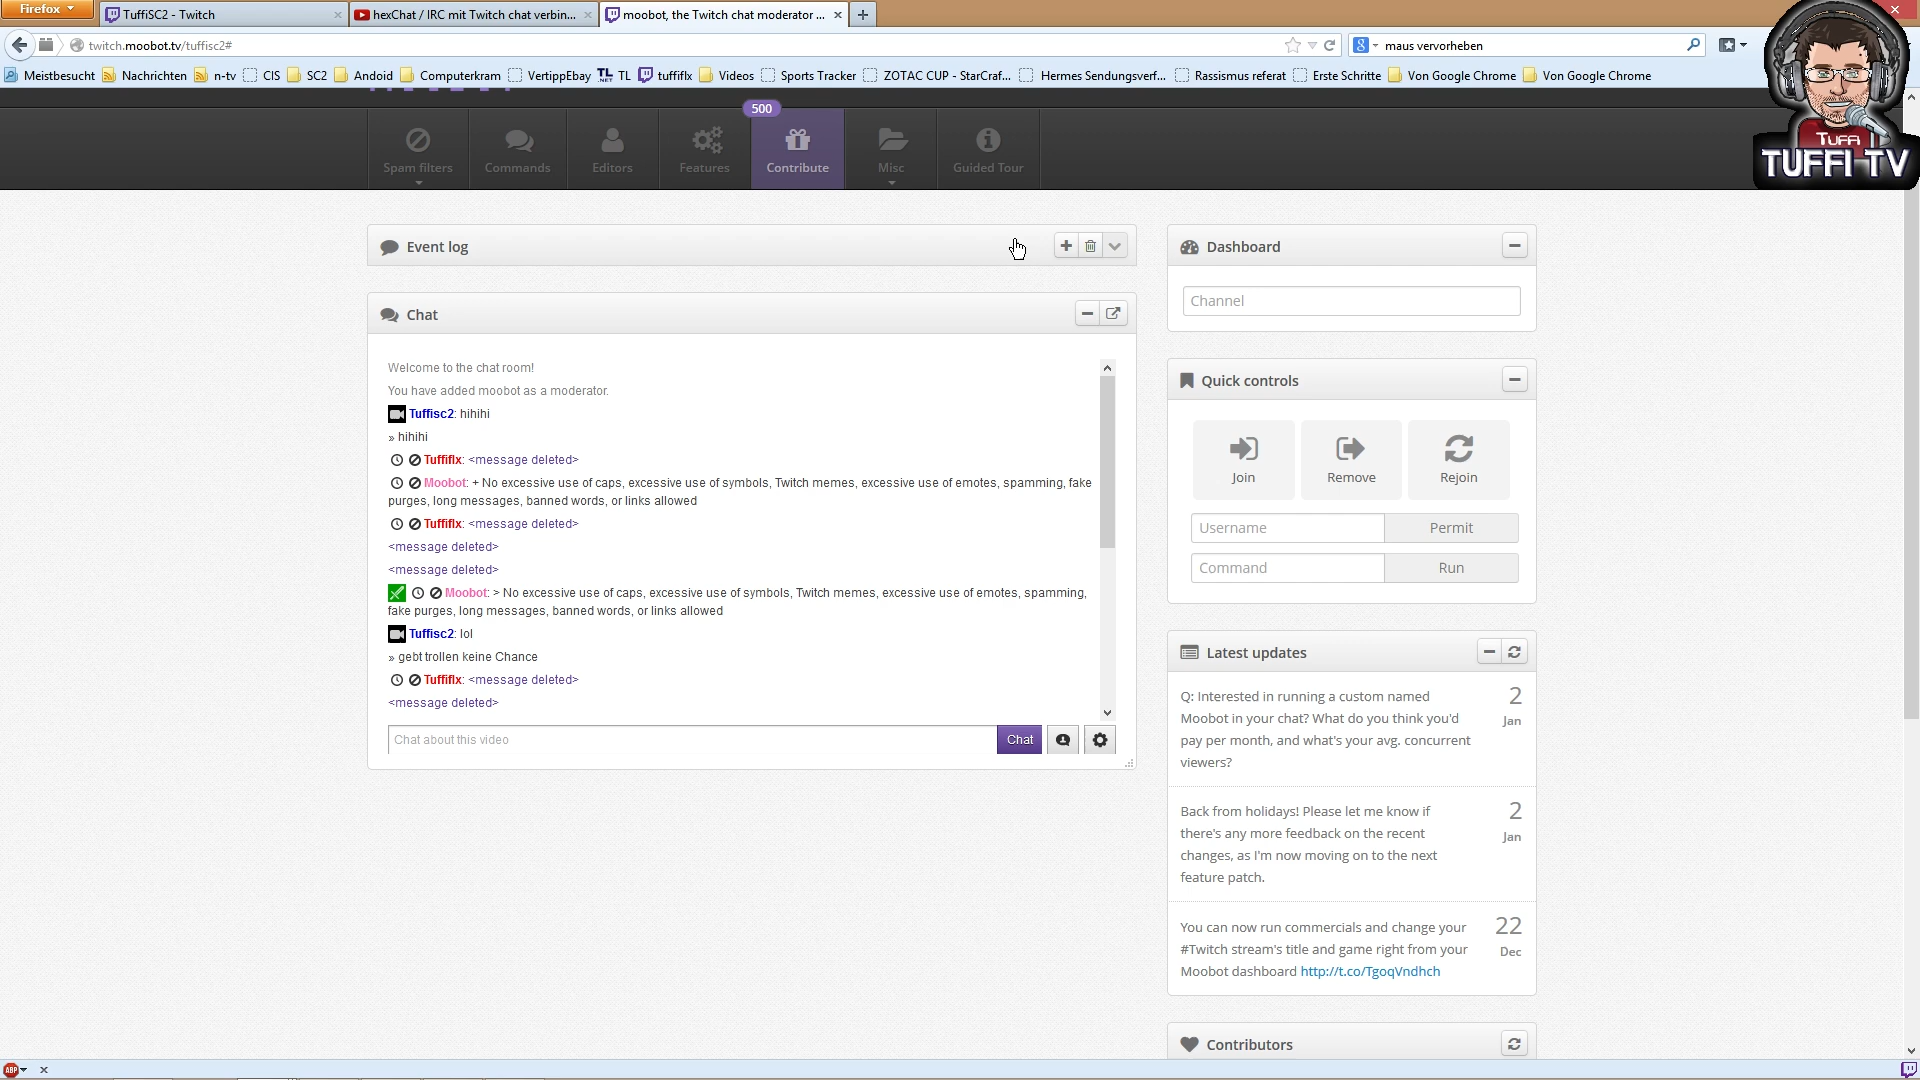 Firefox
TuffiSC2 - Twitch
hexChat / IRC mit Twitch chat verbin...
moobot, the Twitch chat moderator ...
twitch.moobot.tv/tuffisc2#
maus vervorheben
Meistbesucht
Nachrichten
n-tv
CIS
SC2
Andoid
Computerkram
VertippEbay
TL
TL
tuffiflx
Videos
Sports Tracker
ZOTAC CUP - StarCraf...
Hermes Sendungsverf...
Rassismus referat
Erste Schritte
Von Google Chrome
Von Google Chrome
TUFFI
TUFFI TV
500
Spam filters
Commands
Editors
Features
Contribute
Misc
Guided Tour
Event log
Chat
Welcome to the chat room!
You have added moobot as a moderator.
Tuffisc2: hihihi
» hihihi
Tuffiflx: <message deleted>
Moobot: + No excessive use of caps, excessive use of symbols, Twitch memes, excessive use of emotes, spamming, fake
purges, long messages, banned words, or links allowed
Tuffiflx: <message deleted>
<message deleted>
<message deleted>
Moobot: > No excessive use of caps, excessive use of symbols, Twitch memes, excessive use of emotes, spamming,
fake purges, long messages, banned words, or links allowed
Tuffisc2: lol
» gebt trollen keine Chance
Tuffiflx: <message deleted>
<message deleted>
Chat about this video
Chat
Dashboard
Channel
Quick controls
Join
Remove
Rejoin
Username
Permit
Command
Run
Latest updates
Q: Interested in running a custom named
Moobot in your chat? What do you think you'd
pay per month, and what's your avg. concurrent
viewers?
2
Jan
Back from holidays! Please let me know if
there's any more feedback on the recent
changes, as I'm now moving on to the next
feature patch.
2
Jan
You can now run commercials and change your
#Twitch stream's title and game right from your
Moobot dashboard http://t.co/TgoqVndhch
22
Dec
Contributors
ABP